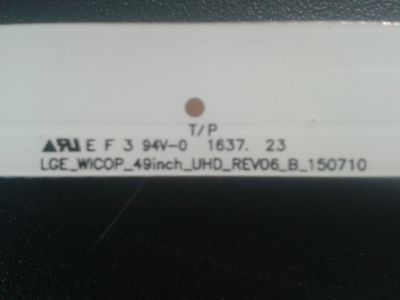 T/P
E F 3 94V-0 1637. 23
LGE_WICOP_49inch_UHD_REV06_B_150710